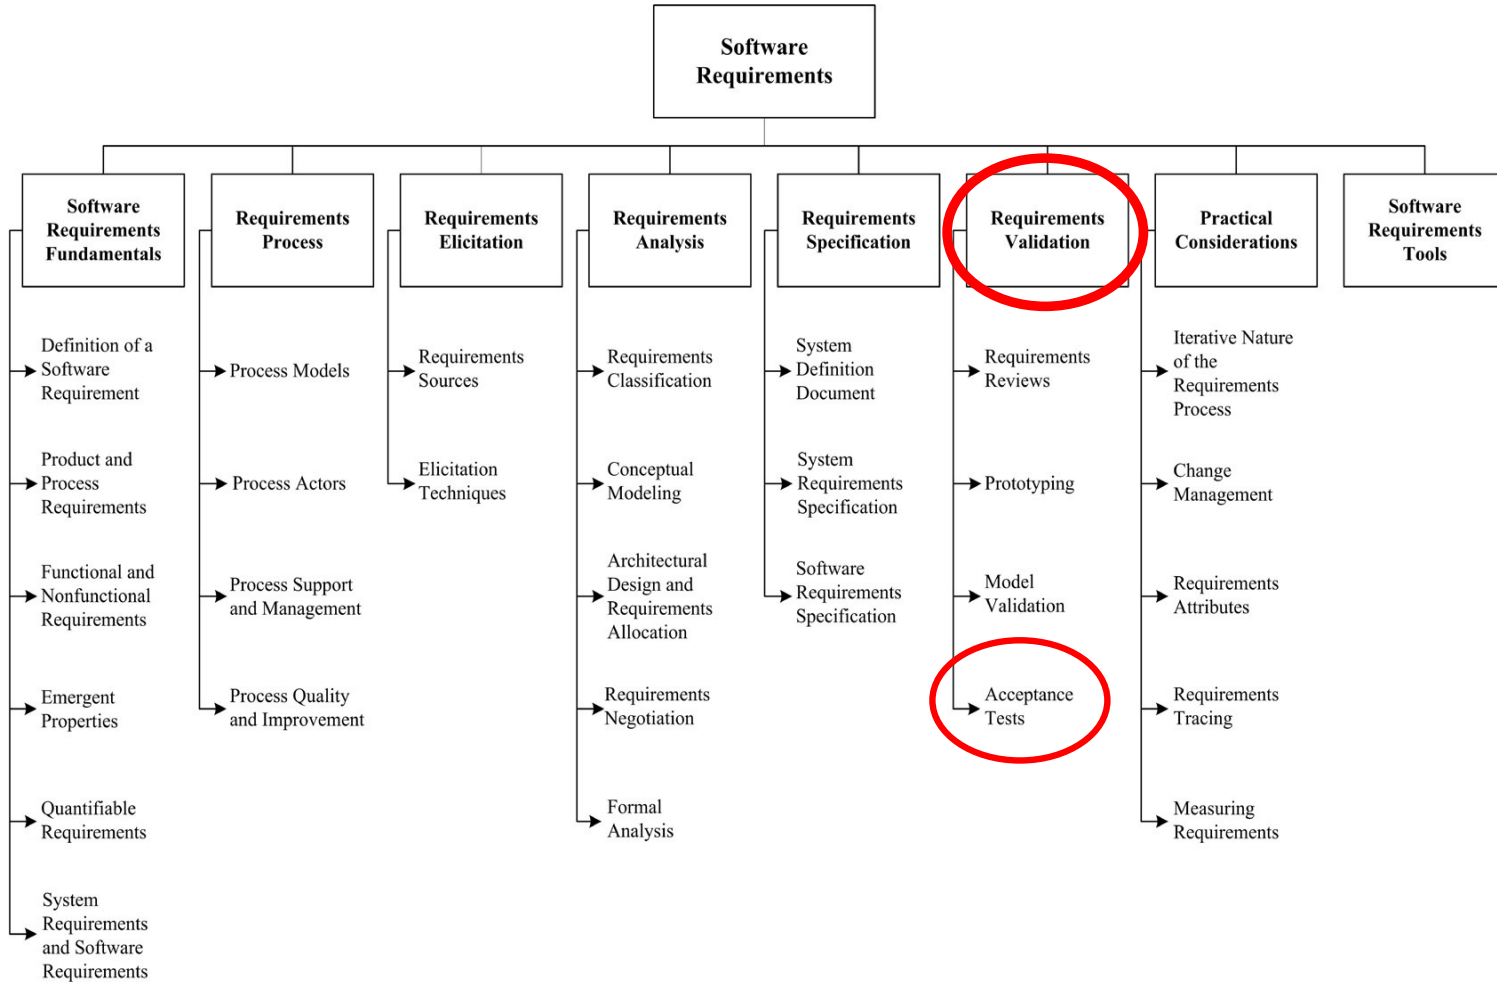 Software
Requirements
Software
Requirements
Fundamentals
Requirements
Process
Requirements
Elicitation
Requirements
Analysis
Requirements
Specification
Requirements
Validation
Practical
Considerations
Software
Requirements
Tools
Definition of a
Software
Requirement
Product and
Process
Requirements
Functional and
Nonfunctional
Requirements
Emergent
Properties
Quantifiable
Requirements
System
Requirements
and Software
Requirements
Process Models
Process Actors
Process Support
and Management
Process Quality
and Improvement
Requirements
Sources
Elicitation
Techniques
Requirements
Classification
Conceptual
Modeling
Architectural
Design and
Requirements
Allocation
Requirements
Negotiation
Formal
Analysis
System
Definition
Document
System
Requirements
Specification
Software
Requirements
Specification
Requirements
Reviews
Prototyping
Model
Validation
Acceptance
Tests
Iterative Nature
of the
Requirements
Process
Change
Management
Requirements
Attributes
Requirements
Tracing
Measuring
Requirements